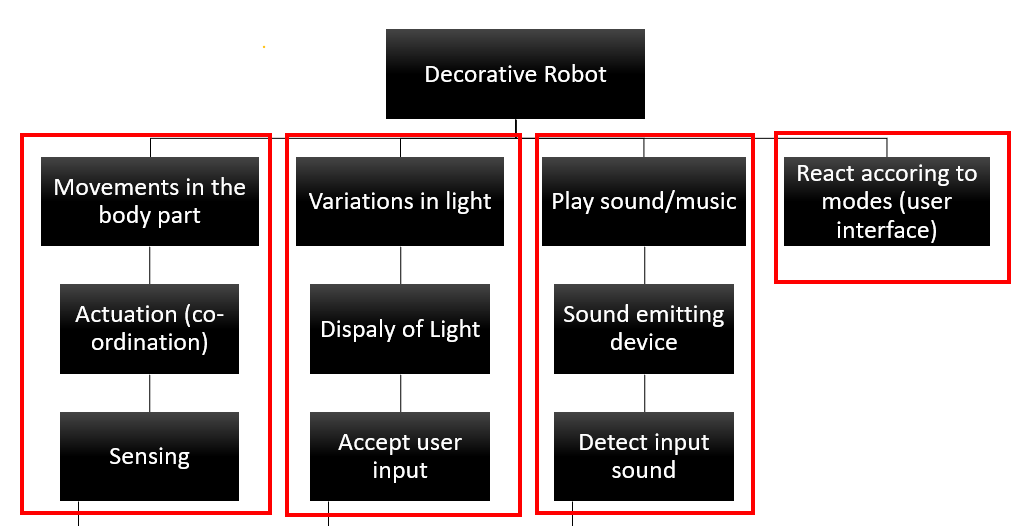 Decorative Robot
Movements in the
body part
Variations in light
Play sound/music
React accoring to
modes (user
interface)
Actuation (co-
ordination)
Dispaly of Light
Sound emitting
device
Sensing
Accept user
input
Detect input
sound